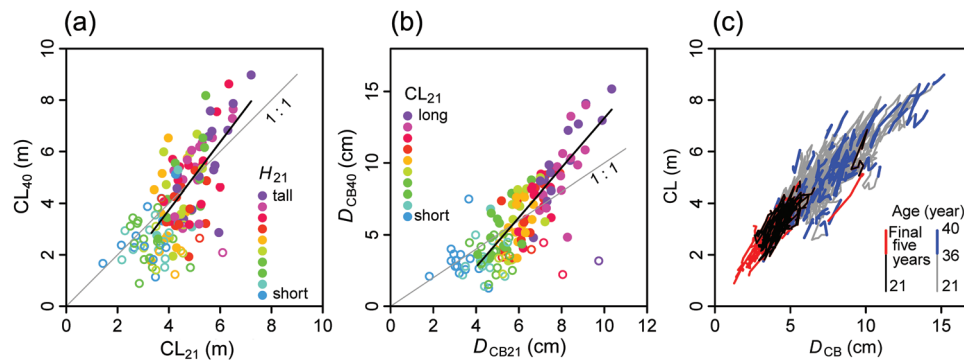 (a)
10
8
6
4
2
0
CL40 (m)
1:1
H21
tall
short
0 2 4 6 8 10
CL21 (m)
(b)
15
10
5
0
DCB40 (cm)
CL21
long
short
1:1
0 2 4 6 8 10 12
DCB21 (cm)
(c)
10
8
6
4
2
0
CL (m)
Age (year)
Final five years
21
40
36
21
0 5 10 15
DCB (cm)